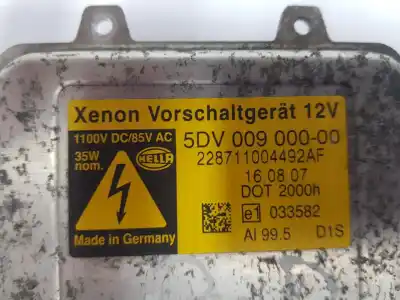 Xenon Vorschaltgerät 12V
1100V DC/85V AC
35W
nom.
HELLA
5DV 009 000-00
228711004492AF
16 08 07
DOT 2000h
e1 033582
Made in Germany
Al 99.5 D1S